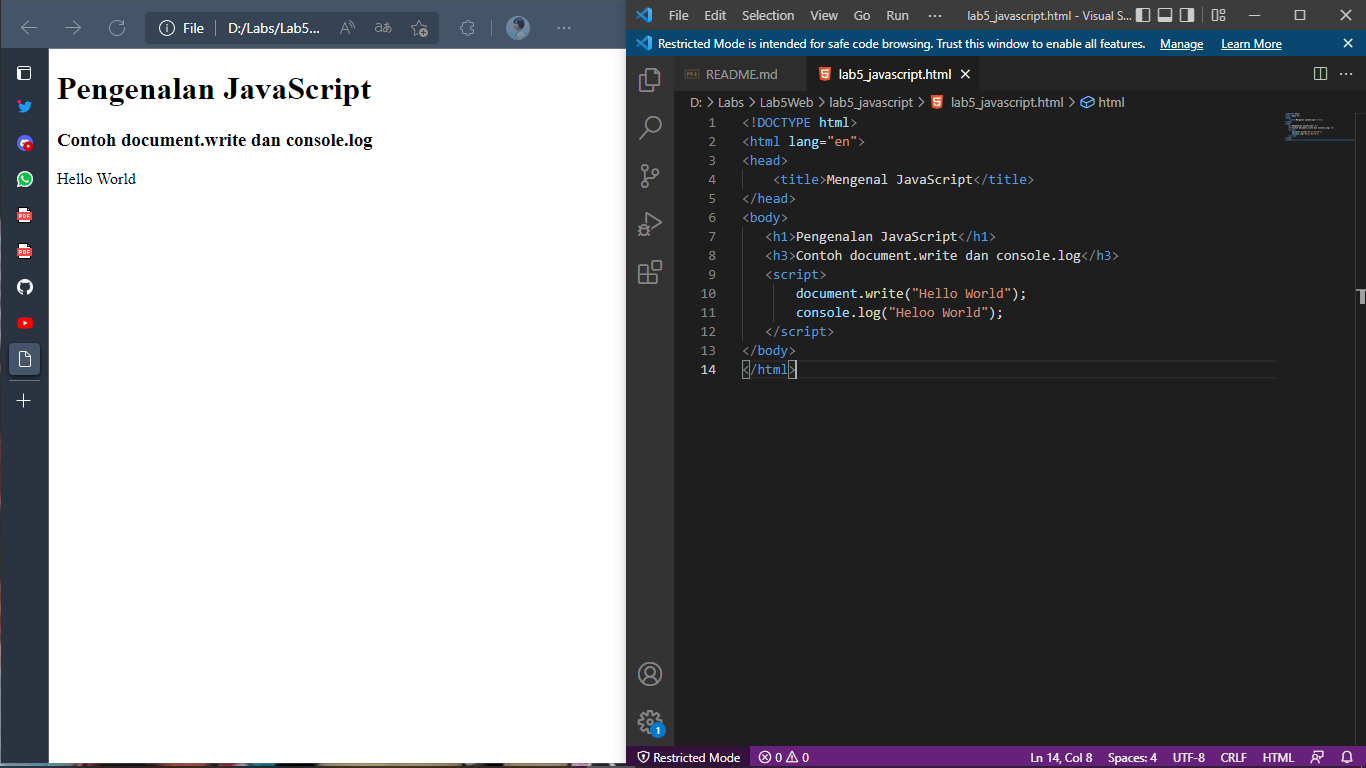 File D:/Labs/Lab5...
Pengenalan JavaScript
Contoh document.write dan console.log
Hello World
File Edit Selection View Go Run ··· lab5_javascript.html - Visual S...
Restricted Mode is intended for safe code browsing. Trust this window to enable all features. Manage Learn More
README.md lab5_javascript.html
D: > Labs > Lab5Web > lab5_javascript > lab5_javascript.html > html
1 <!DOCTYPE html>
2 <html lang="en">
3 <head>
4 <title>Mengenal JavaScript</title>
5 </head>
6 <body>
7 <h1>Pengenalan JavaScript</h1>
8 <h3>Contoh document.write dan console.log</h3>
9 <script>
10 document.write("Hello World");
11 console.log("Heloo World");
12 </script>
13 </body>
14 </html>
1
Restricted Mode 0 0 Ln 14, Col 8 Spaces: 4 UTF-8 CRLF HTML